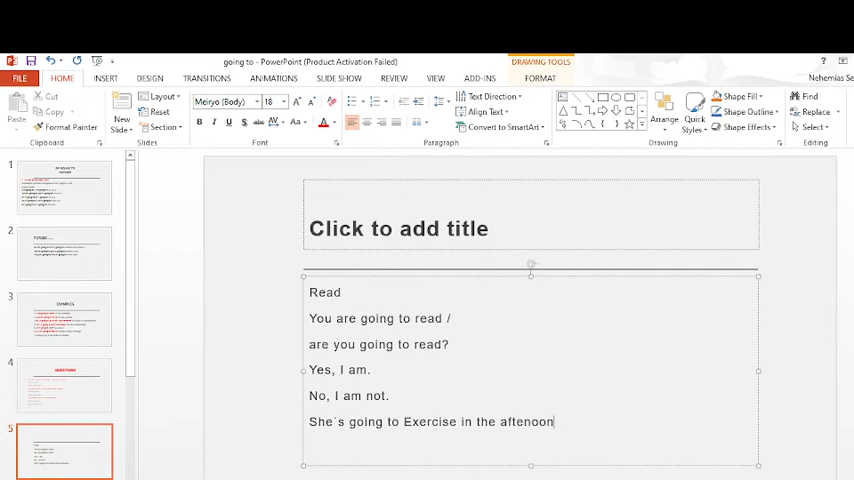 going to - PowerPoint (Product Activation Failed)
DRAWING TOOLS
FILE HOME INSERT DESIGN TRANSITIONS ANIMATIONS SLIDE SHOW REVIEW VIEW ADD-INS FORMAT
Nehemias Se
Paste
Cut
Copy
Format Painter
Clipboard
New Slide
Layout
Reset
Section
Slides
Meiryo (Body) 18
Font
Text Direction
Align Text
Convert to SmartArt
Paragraph
Arrange
Quick Styles
Shape Fill
Shape Outline
Shape Effects
Drawing
Find
Replace
Select
Editing
1
2
3
EXAMPLES
4
QUESTIONS
5
Click to add title
Read
You are going to read /
are you going to read?
Yes, I am.
No, I am not.
She´s going to Exercise in the aftenoon